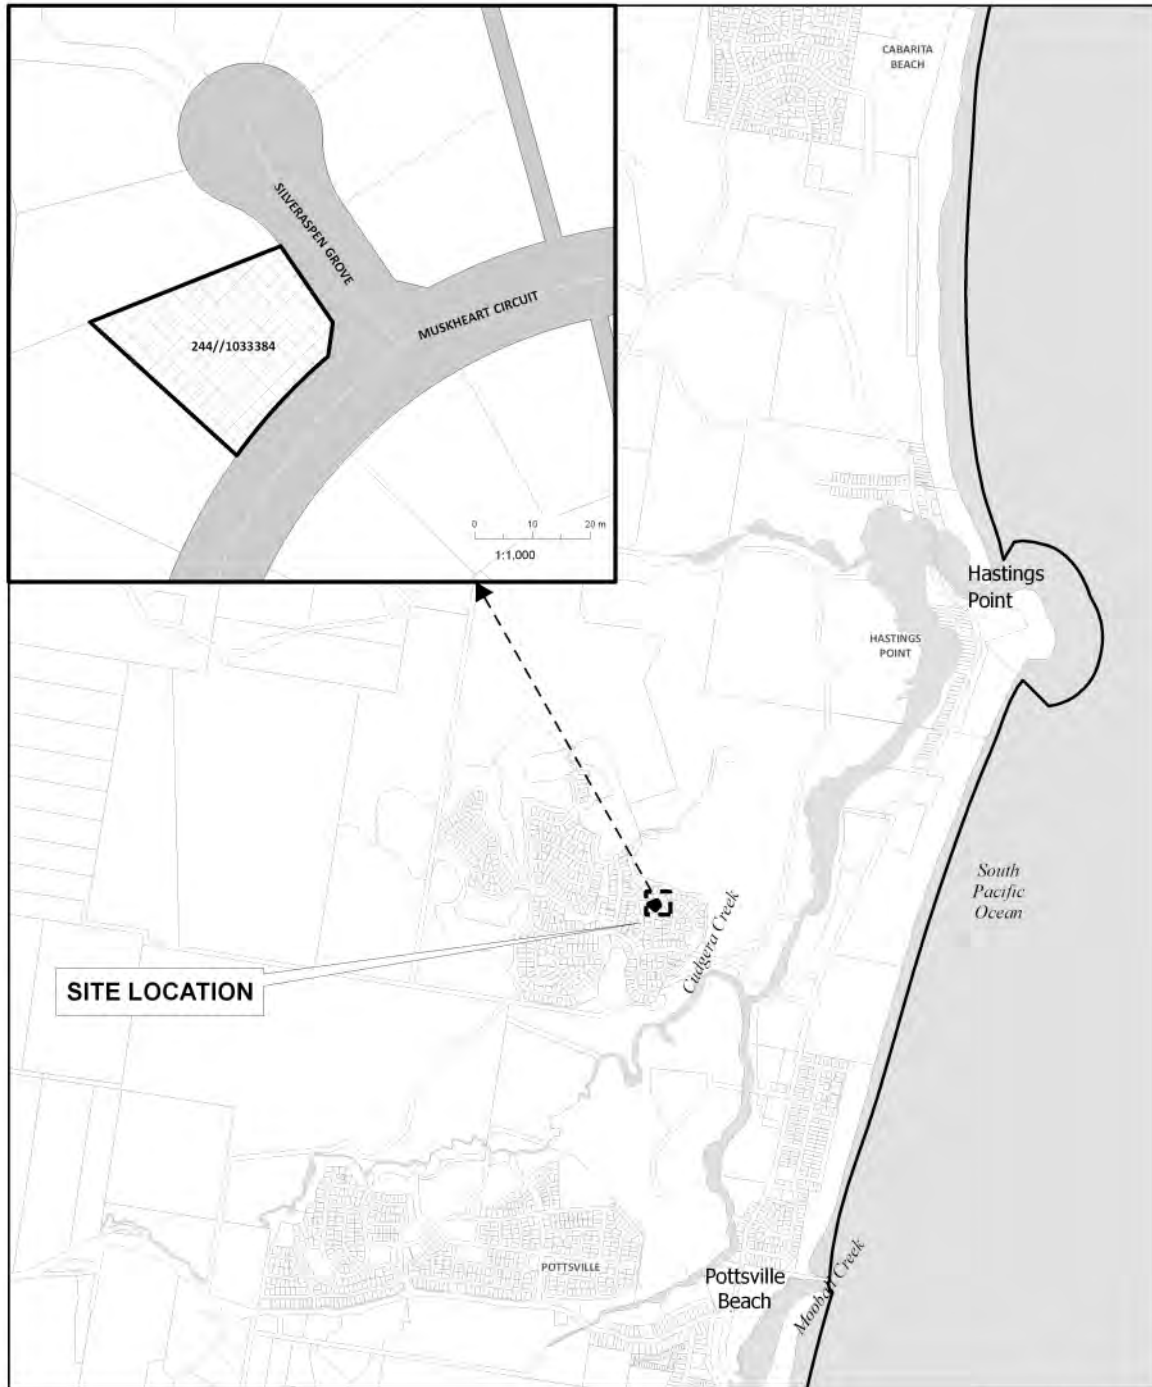 CABARITA
BEACH
SILVERASPEN GROVE
MUSKHEART CIRCUIT
244//1033384
0 10 20 m
1:1,000
Hastings
Point
HASTINGS
POINT
South
Pacific
Ocean
Cudgera Creek
SITE LOCATION
POTTSVILLE
Pottsville
Beach
Mooball Creek